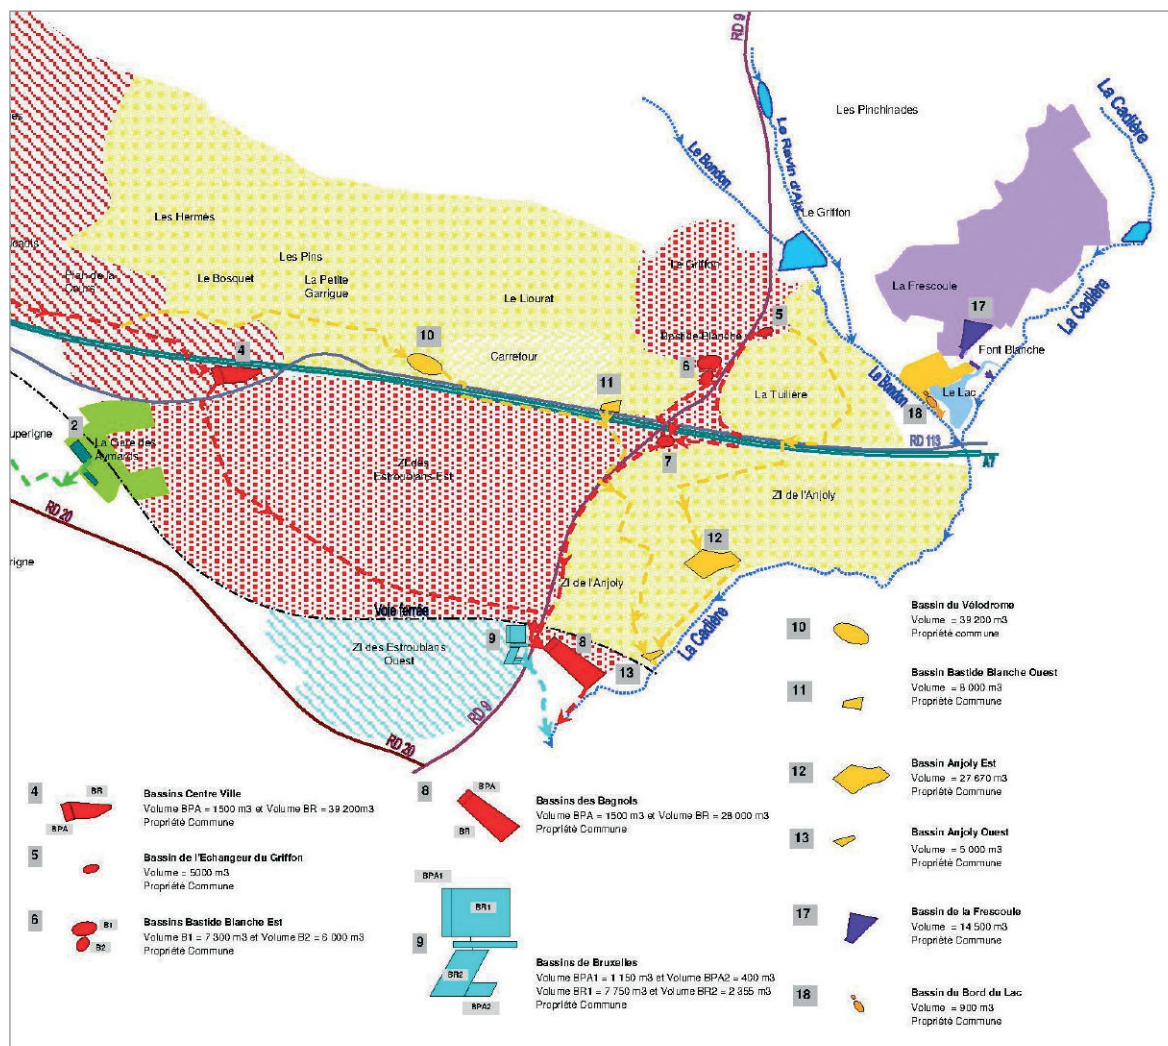 RD 9
Les Pinchinades
La Cadière
La Cadière
Le Bondon
Le Ravin d'Aix
Le Griffon
Les Hermès
Les Pins
Le Bosquet
La Petite
Garrigue
Le Griffon
La Frescoule
Le Liourat
17
La Cadière
5
10
Carrefour
Bastide Blanche
Font Blanche
4
6
11
La Tuilière
Le Bondon
Le Lac
18
2
uperigne
La Gare des
Aymards
7
RD 113
A7
ZI des
Estroublans Est
ZI de l'Anjoly
RD 20
12
rigne
ZI de l'Anjoly
Voie ferrée
9
8
ZI des Estroublans
Ouest
13
La Cadière
RD 9
RD 20
10
Bassin du Vélodrome
Volume = 39 200 m3
Propriété commune
11
Bassin Bastide Blanche Ouest
Volume = 8 000 m3
Propriété Commune
12
Bassin Anjoly Est
Volume = 27 670 m3
Propriété Commune
13
Bassin Anjoly Ouest
Volume = 5 000 m3
Propriété Commune
17
Bassin de la Frescoule
Volume = 14 500 m3
Propriété Commune
18
Bassin du Bord du Lac
Volume = 900 m3
Propriété Commune
4
BR
BPA
Bassins Centre Ville
Volume BPA = 1500 m3 et Volume BR = 39 200m3
Propriété Commune
5
Bassin de l'Echangeur du Griffon
Volume = 5000 m3
Propriété Commune
6
B1
B2
Bassins Bastide Blanche Est
Volume B1 = 7 300 m3 et Volume B2 = 6 000 m3
Propriété Commune
8
BPA
BR
Bassins des Bagnols
Volume BPA = 1500 m3 et Volume BR = 28 000 m3
Propriété Commune
9
BPA1
BR1
BR2
BPA2
Bassins de Bruxelles
Volume BPA1 = 1 150 m3 et Volume BPA2 = 400 m3
Volume BR1 = 7 750 m3 et Volume BR2 = 2 355 m3
Propriété Commune